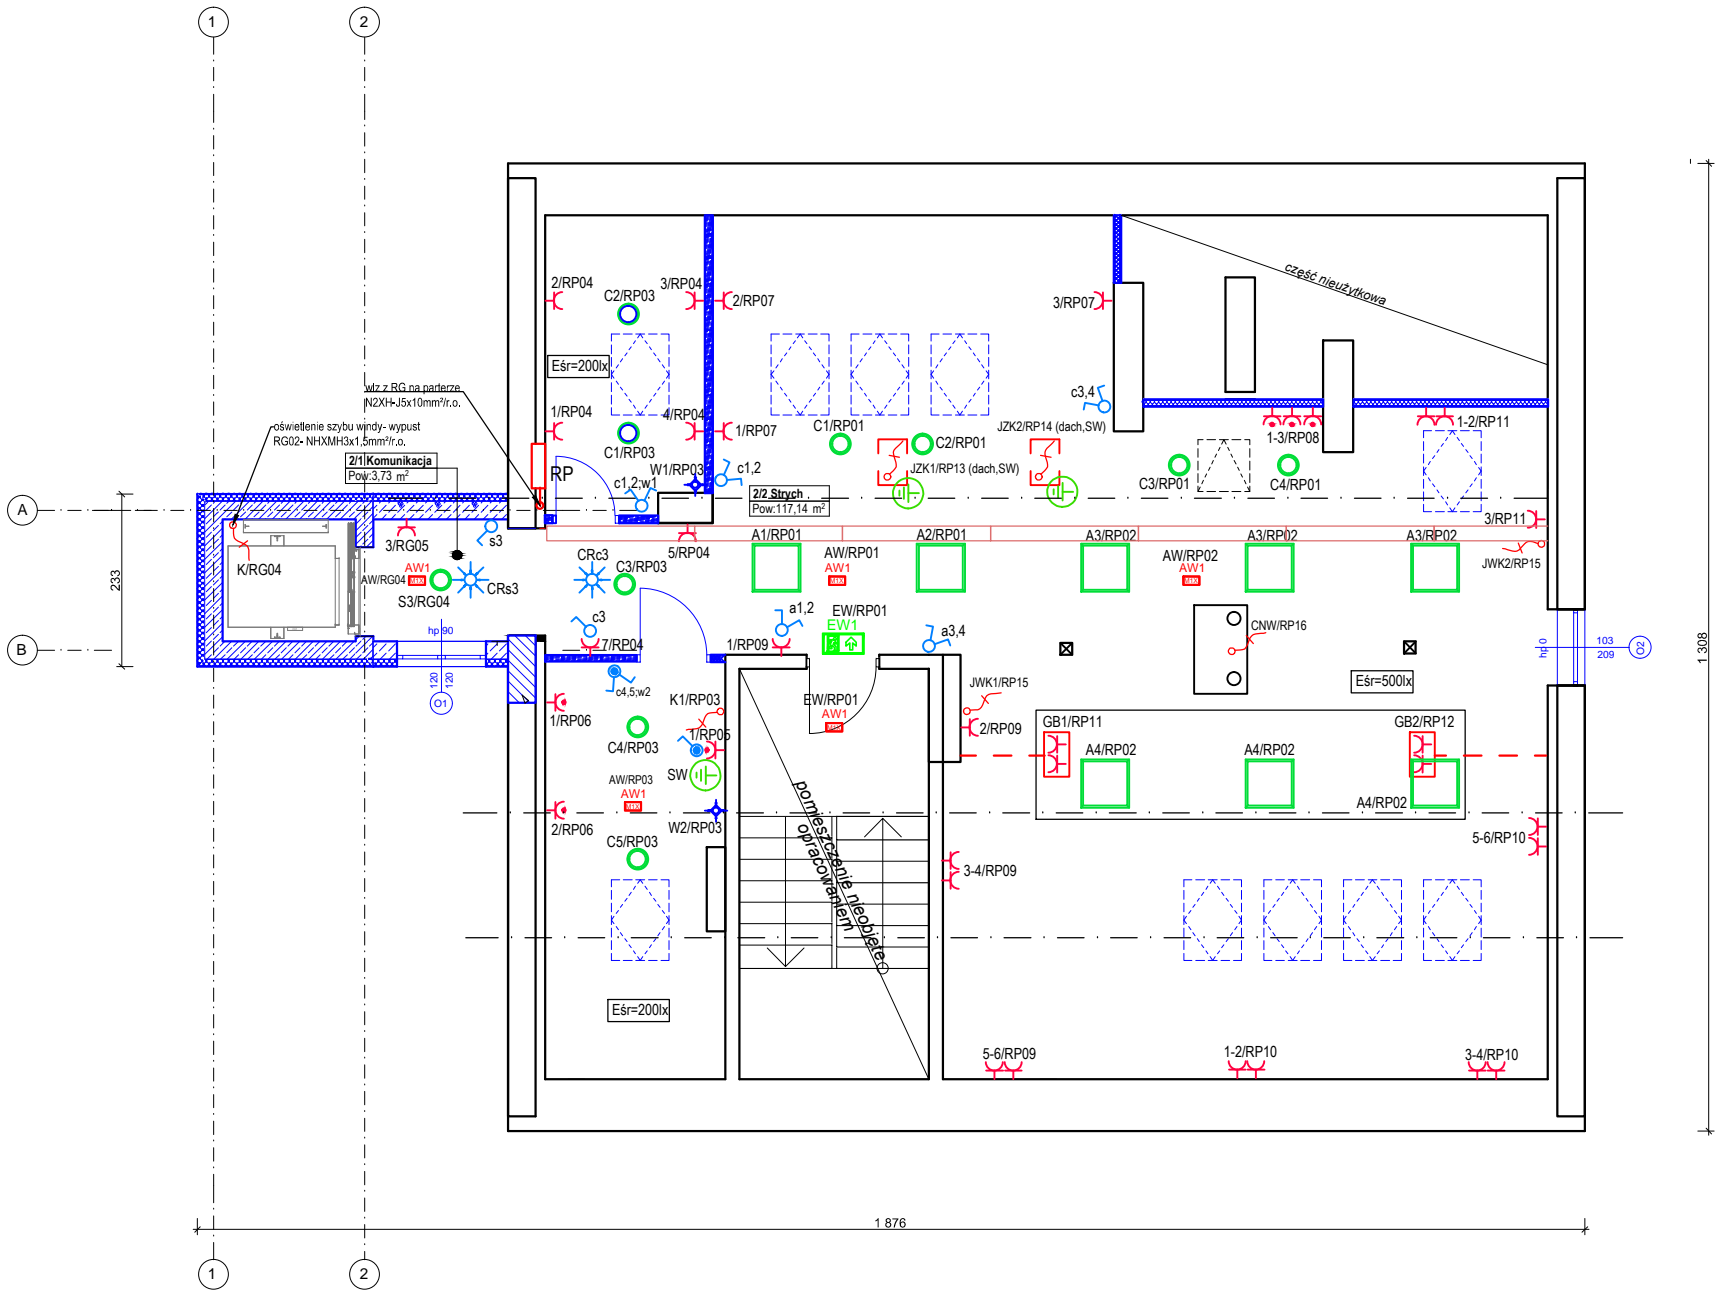 1
2
2/RP04
C2/RP03
3/RP04
2/RP07
3/RP07
część nieużytkowa
Eśr=200lx
wlz z RG na parterze
N2XH-J5x10mm²/r.o.
c3,4
1/RP04
4/RP04
1/RP07
C1/RP01
C2/RP01
JZK2/RP14 (dach,SW)
1-3/RP08
1-2/RP11
oświetlenie szybu windy- wypust
RG02- NHXMH3x1,5mm²/r.o.
C1/RP03
W1/RP03
c1,2
JZK1/RP13 (dach,SW)
2/1 Komunikacja
Pow:3,73 m²
RP
c1,2;w1
2/2 Strych
Pow:117,14 m²
C3/RP01
C4/RP01
A
3/RP11
3/RG05
s3
5/RP04
A1/RP01
A2/RP01
A3/RP02
A3/RP02
A3/RP02
K/RG04
AW1
AW/RG04
S3/RG04
CRs3
CRc3
C3/RP03
AW/RP01
AW1
AW/RP02
AW1
JWK2/RP15
233
hp 90
c3
a1,2
EW/RP01
EW1
a3,4
CNW/RP16
B
7/RP04
1/RP09
hp 0
103
209
O2
1 308
120
120
O1
c4,5;w2
K1/RP03
EW/RP01
AW1
JWK1/RP15
Eśr=500lx
1/RP06
1/RP05
2/RP09
GB1/RP11
GB2/RP12
C4/RP03
SW
A4/RP02
A4/RP02
AW/RP03
AW1
A4/RP02
2/RP06
W2/RP03
5-6/RP10
C5/RP03
3-4/RP09
pomieszczenie nieobjęte
opracowaniem
Eśr=200lx
5-6/RP09
1-2/RP10
3-4/RP10
1 876
1
2